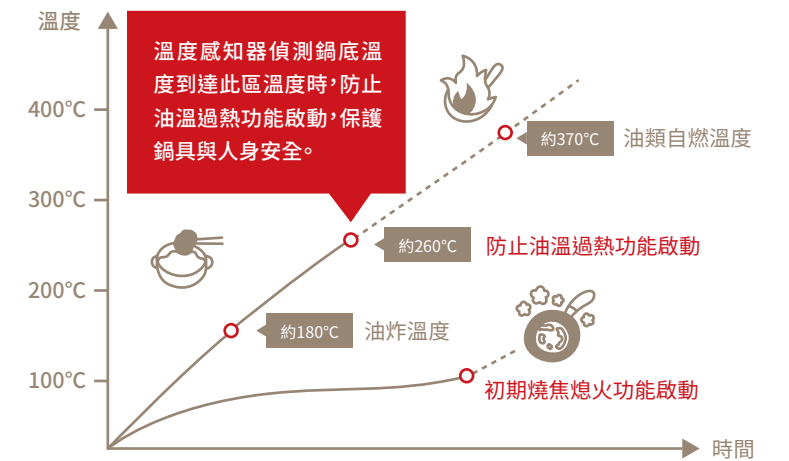 溫度
溫度感知器偵測鍋底溫
度到達此區溫度時，防止
油溫過熱功能啟動，保護
鍋具與人身安全。
400℃
約370℃ 油類自燃溫度
300℃
約260℃ 防止油溫過熱功能啟動
200℃
約180℃ 油炸溫度
100℃
初期燒焦熄火功能啟動
時間